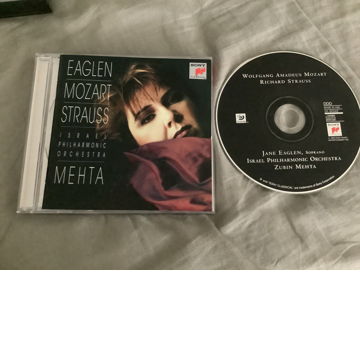 SONY
EAGLEN
MOZART
STRAUSS
ISRAEL
PHILHARMONIC
ORCHESTRA
MEHTA
WOLFGANG AMADEUS MOZART
RICHARD STRAUSS
DDD
JANE EAGLEN, SOPRANO
ISRAEL PHILHARMONIC ORCHESTRA
ZUBIN MEHTA